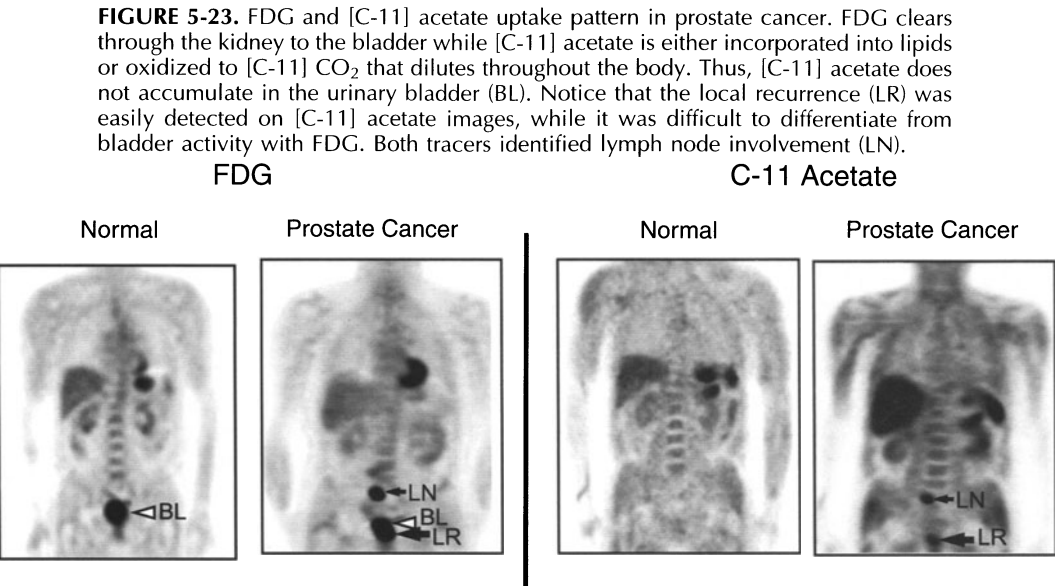 FIGURE 5-23. FDG and [C-11] acetate uptake pattern in prostate cancer. FDG clears
through the kidney to the bladder while [C-11] acetate is either incorporated into lipids
or oxidized to [C-11] CO₂ that dilutes throughout the body. Thus, [C-11] acetate does
not accumulate in the urinary bladder (BL). Notice that the local recurrence (LR) was
easily detected on [C-11] acetate images, while it was difficult to differentiate from
bladder activity with FDG. Both tracers identified lymph node involvement (LN).
FDG
Normal
Prostate Cancer
BL
LN
BL
LR
C-11 Acetate
Normal
Prostate Cancer
LN
LR